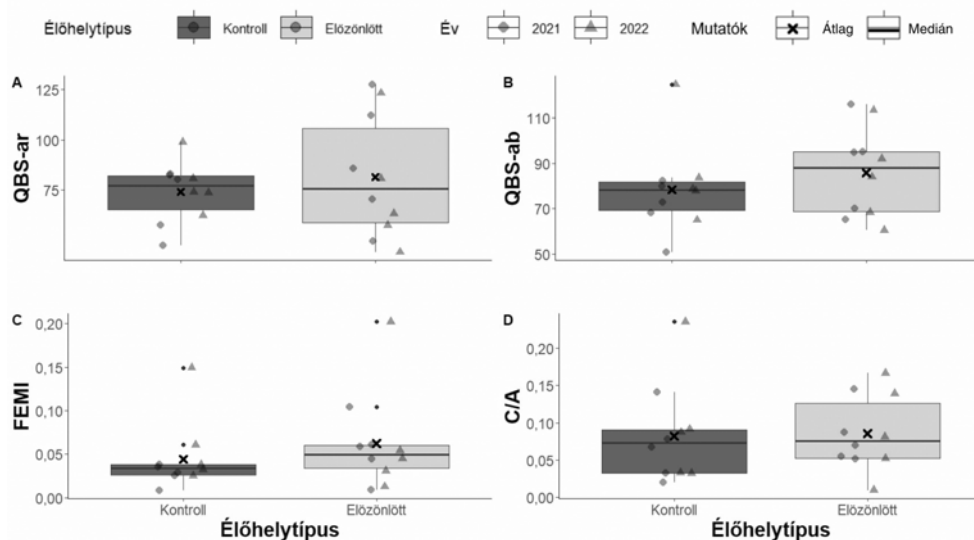 Élőhelytípus Kontroll Elözönlött Év 2021 2022 Mutatók Átlag Medián
A
QBS-ar
125
100
75
B
QBS-ab
110
90
70
50
C
FEMI
0,20
0,15
0,10
0,05
0,00
Kontroll Elözönlött
Élőhelytípus
D
C/A
0,20
0,15
0,10
0,05
0,00
Kontroll Elözönlött
Élőhelytípus